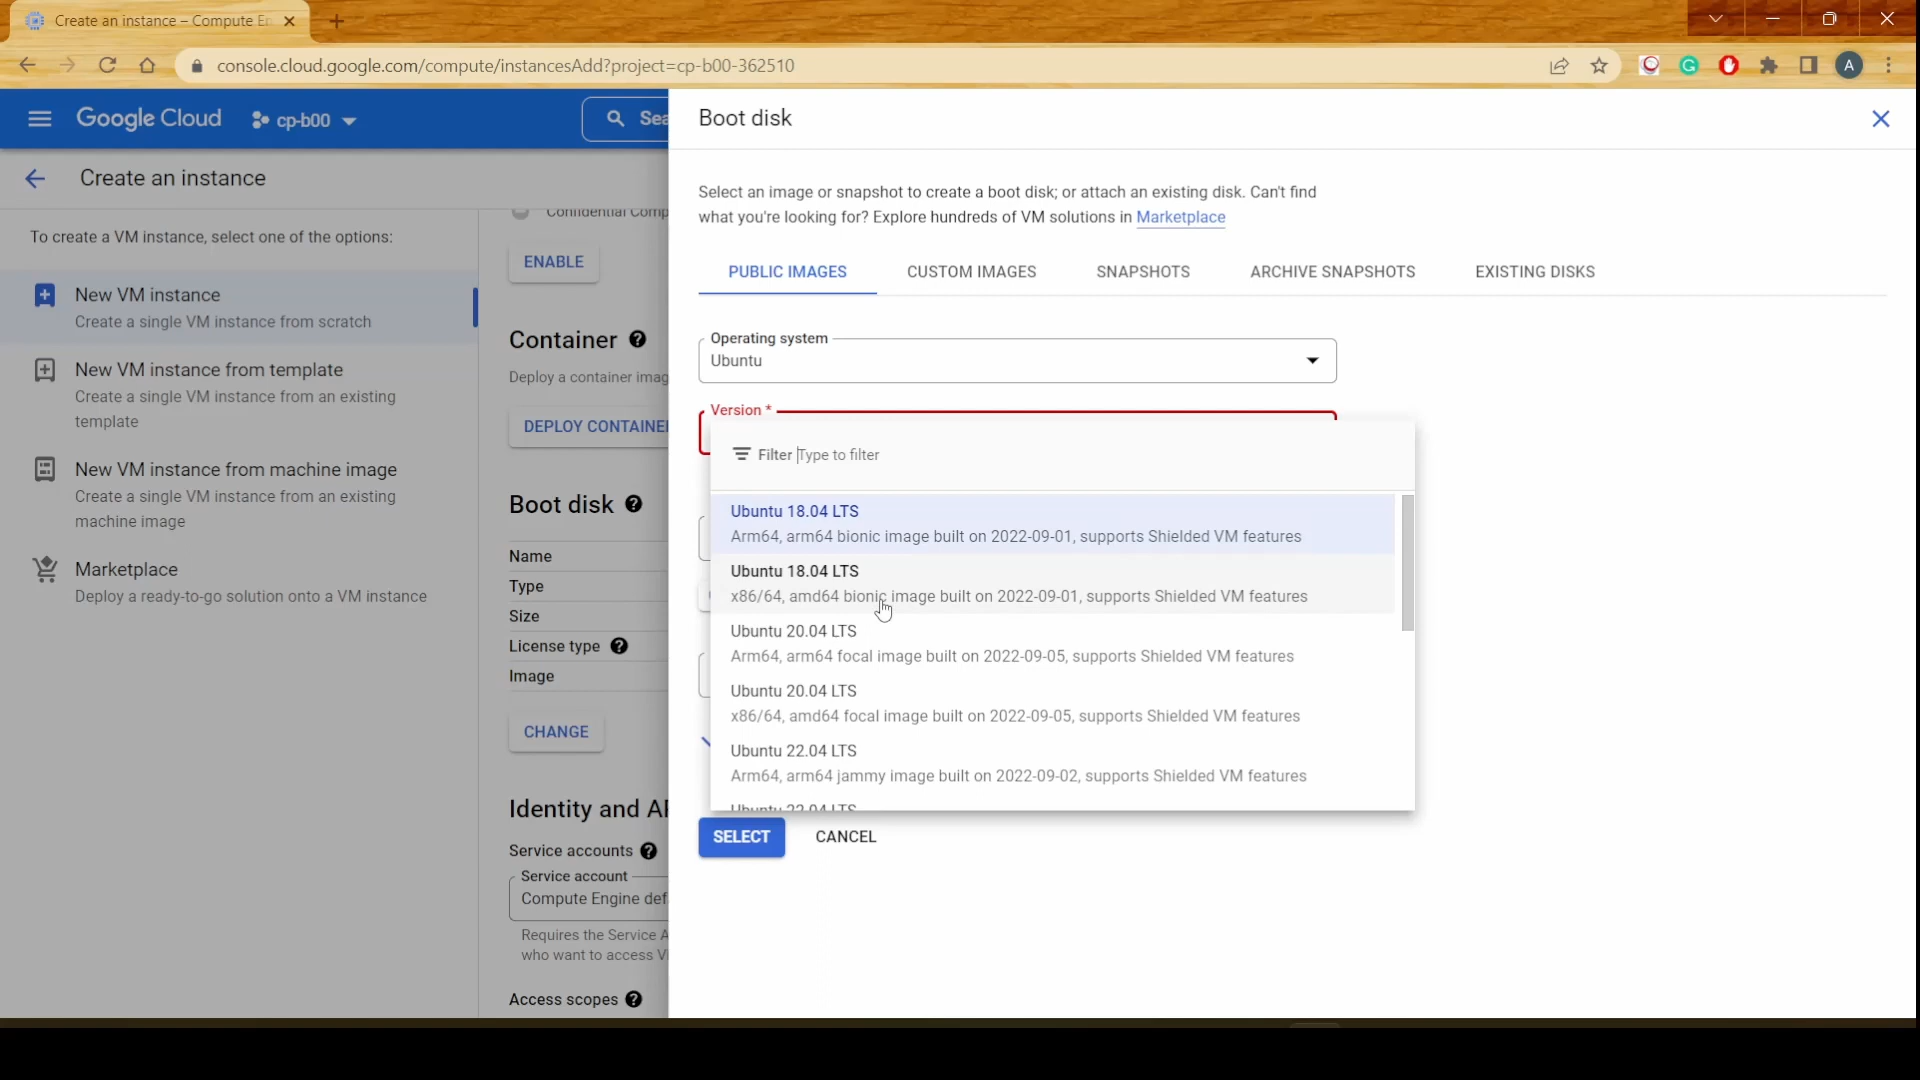 Create an instance – Compute En
console.cloud.google.com/compute/instancesAdd?project=cp-b00-362510
A
Google Cloud
cp-b00
Sea
Create an instance
To create a VM instance, select one of the options:
New VM instance
Create a single VM instance from scratch
New VM instance from template
Create a single VM instance from an existing
template
New VM instance from machine image
Create a single VM instance from an existing
machine image
Marketplace
Deploy a ready-to-go solution onto a VM instance
Confidential Comp
ENABLE
Container
Deploy a container imag
DEPLOY CONTAINE
Boot disk
Name
Type
Size
License type
Image
CHANGE
Identity and AP
Service accounts
Service account
Compute Engine def
Requires the Service A
who want to access V
Access scopes
Boot disk
Select an image or snapshot to create a boot disk; or attach an existing disk. Can't find
what you're looking for? Explore hundreds of VM solutions in Marketplace
PUBLIC IMAGES
CUSTOM IMAGES
SNAPSHOTS
ARCHIVE SNAPSHOTS
EXISTING DISKS
Operating system
Ubuntu
Version *
Filter Type to filter
Ubuntu 18.04 LTS
Arm64, arm64 bionic image built on 2022-09-01, supports Shielded VM features
Ubuntu 18.04 LTS
x86/64, amd64 bionic image built on 2022-09-01, supports Shielded VM features
Ubuntu 20.04 LTS
Arm64, arm64 focal image built on 2022-09-05, supports Shielded VM features
Ubuntu 20.04 LTS
x86/64, amd64 focal image built on 2022-09-05, supports Shielded VM features
Ubuntu 22.04 LTS
Arm64, arm64 jammy image built on 2022-09-02, supports Shielded VM features
Ubuntu 22.04 LTS
SELECT
CANCEL